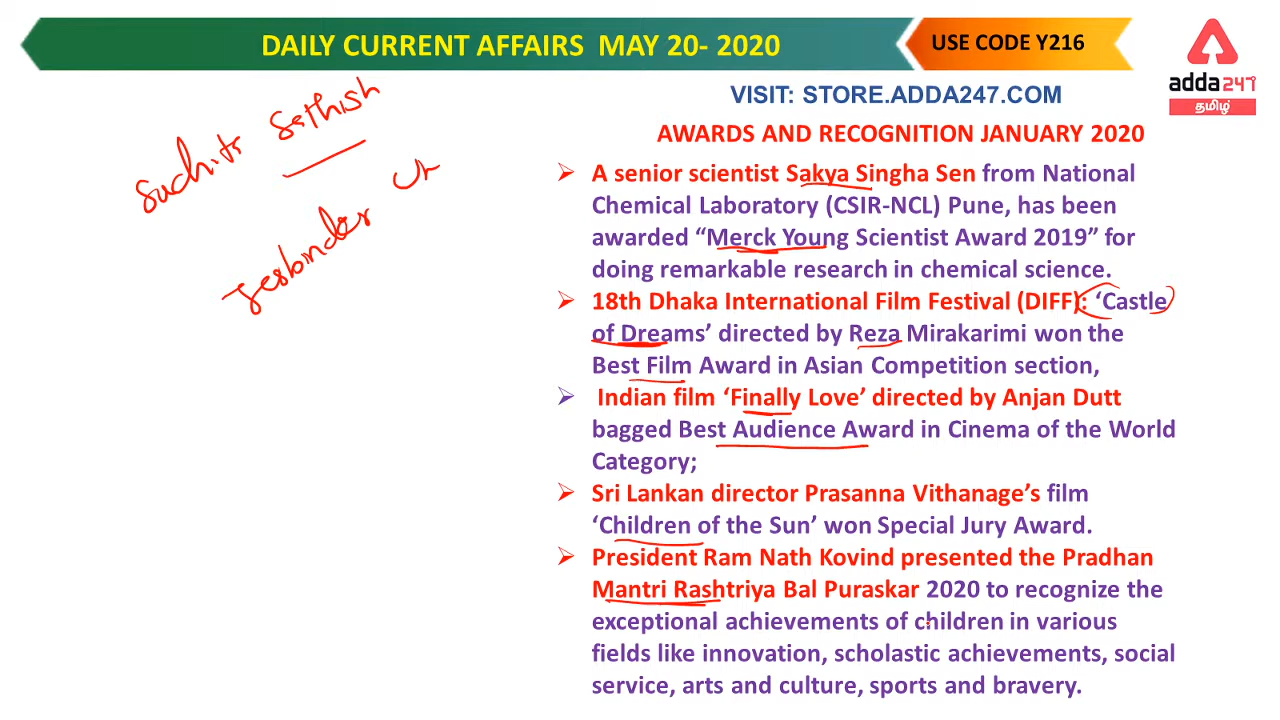 DAILY CURRENT AFFAIRS MAY 20- 2020
USE CODE Y216
adda247
தமிழ்
VISIT: STORE.ADDA247.COM
AWARDS AND RECOGNITION JANUARY 2020
Sathish
➢ A senior scientist Sakya Singha Sen from National
Chemical Laboratory (CSIR-NCL) Pune, has been
awarded “Merck Young Scientist Award 2019” for
doing remarkable research in chemical science.
➢ 18th Dhaka International Film Festival (DIFF): ‘Castle
of Dreams’ directed by Reza Mirakarimi won the
Best Film Award in Asian Competition section,
➢ Indian film ‘Finally Love’ directed by Anjan Dutt
bagged Best Audience Award in Cinema of the World
Category;
➢ Sri Lankan director Prasanna Vithanage’s film
‘Children of the Sun’ won Special Jury Award.
➢ President Ram Nath Kovind presented the Pradhan
Mantri Rashtriya Bal Puraskar 2020 to recognize the
exceptional achievements of children in various
fields like innovation, scholastic achievements, social
service, arts and culture, sports and bravery.